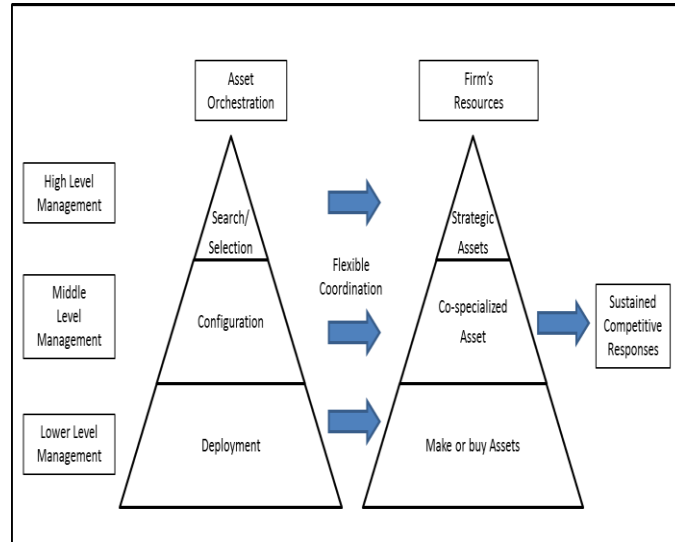 Asset
Orchestration
Firm's
Resources
High Level
Management
Search/
Selection
Strategic
Assets
Flexible
Coordination
Middle
Level
Management
Configuration
Co-specialized
Asset
Sustained
Competitive
Responses
Lower Level
Management
Deployment
Make or buy Assets